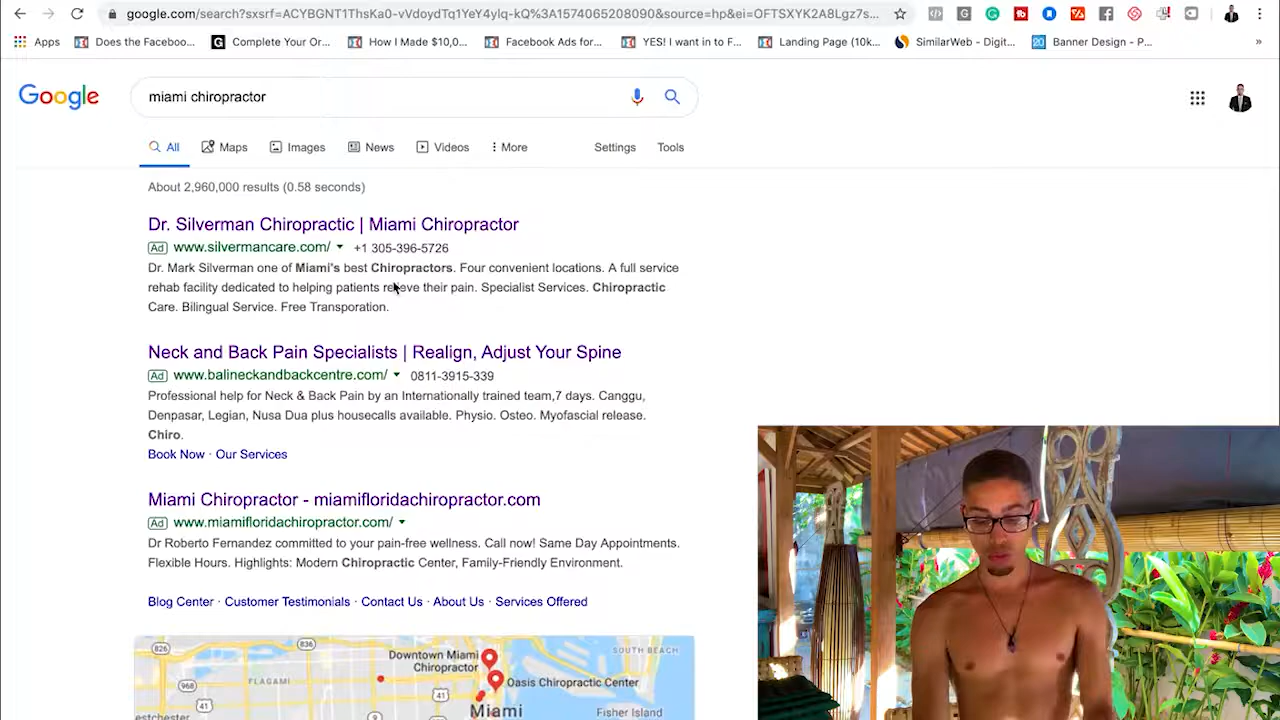 google.com/search?sxsrf=ACYBGNT1ThsKa0-vVdoydTq1YeY4ylq-kQ%3A1574065208090&source=hp&ei=OFTSXYK2A8Lgz7s...
Apps Does the Faceboo... Complete Your Or... How I Made $10,0... Facebook Ads for... YES! I want in to F... Landing Page (10k... SimilarWeb - Digit... Banner Design - P... »
Google miami chiropractor
All Maps Images News Videos More Settings Tools
About 2,960,000 results (0.58 seconds)
Dr. Silverman Chiropractic | Miami Chiropractor
Ad www.silvermancare.com/ +1 305-396-5726
Dr. Mark Silverman one of Miami's best Chiropractors. Four convenient locations. A full service
rehab facility dedicated to helping patients relieve their pain. Specialist Services. Chiropractic
Care. Bilingual Service. Free Transporation.
Neck and Back Pain Specialists | Realign, Adjust Your Spine
Ad www.balineckandbackcentre.com/ 0811-3915-339
Professional help for Neck & Back Pain by an Internationally trained team,7 days. Canggu,
Denpasar, Legian, Nusa Dua plus housecalls available. Physio. Osteo. Myofascial release.
Chiro.
Book Now · Our Services
Miami Chiropractor - miamifloridachiropractor.com
Ad www.miamifloridachiropractor.com/
Dr Roberto Fernandez committed to your pain-free wellness. Call now! Same Day Appointments.
Flexible Hours. Highlights: Modern Chiropractic Center, Family-Friendly Environment.
Blog Center · Customer Testimonials · Contact Us · About Us · Services Offered
826
836
Downtown Miami
Chiropractor
SOUTH BEACH
968
FLAGAMI
41
Oasis Chiropractic Center
41
9
Miami
Fisher Island
estchester